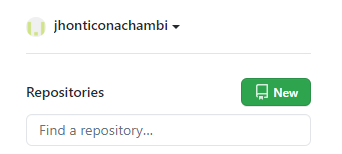 jhonticonachambi
Repositories
New
Find a repository...